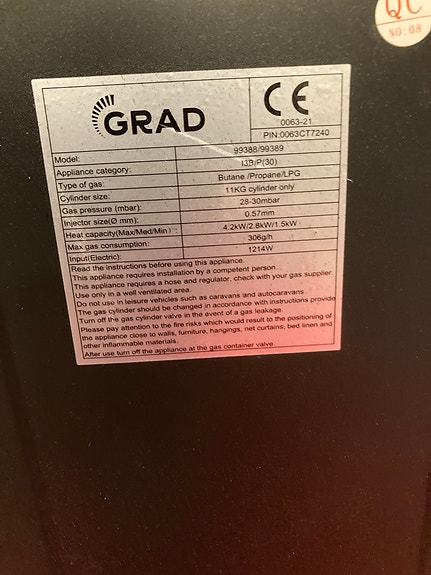 QC
NO:08
GRAD
CE
0063-21
PIN:0063CT7240
Model: 99388/99389
Appliance category: I3B/P(30)
Type of gas: Butane /Propane/LPG
Cylinder size: 11KG cylinder only
Gas pressure (mbar): 28-30mbar
Injector size(Ø mm): 0.57mm
Heat capacity(Max/Med/Min) : 4.2kW/2.8kW/1.5kW
Max gas consumption: 306g/h
Input(Electric): 1214W
Read the instructions before using this appliance.
This appliance requires installation by a competent person.
This appliance requires a hose and regulator, check with your gas supplier
Use only in a well ventilated area.
Do not use in leisure vehicles such as caravans and autocaravans
The gas cylinder should be changed in accordance with instructions provide
Turn off the gas cylinder valve in the event of a gas leakage.
Please pay attention to the fire risks which would result to the positioning of
the appliance close to walls, furniture, hangings, net curtains, bed linen and
other inflammable materials.
After use turn off the appliance at the gas container valve.